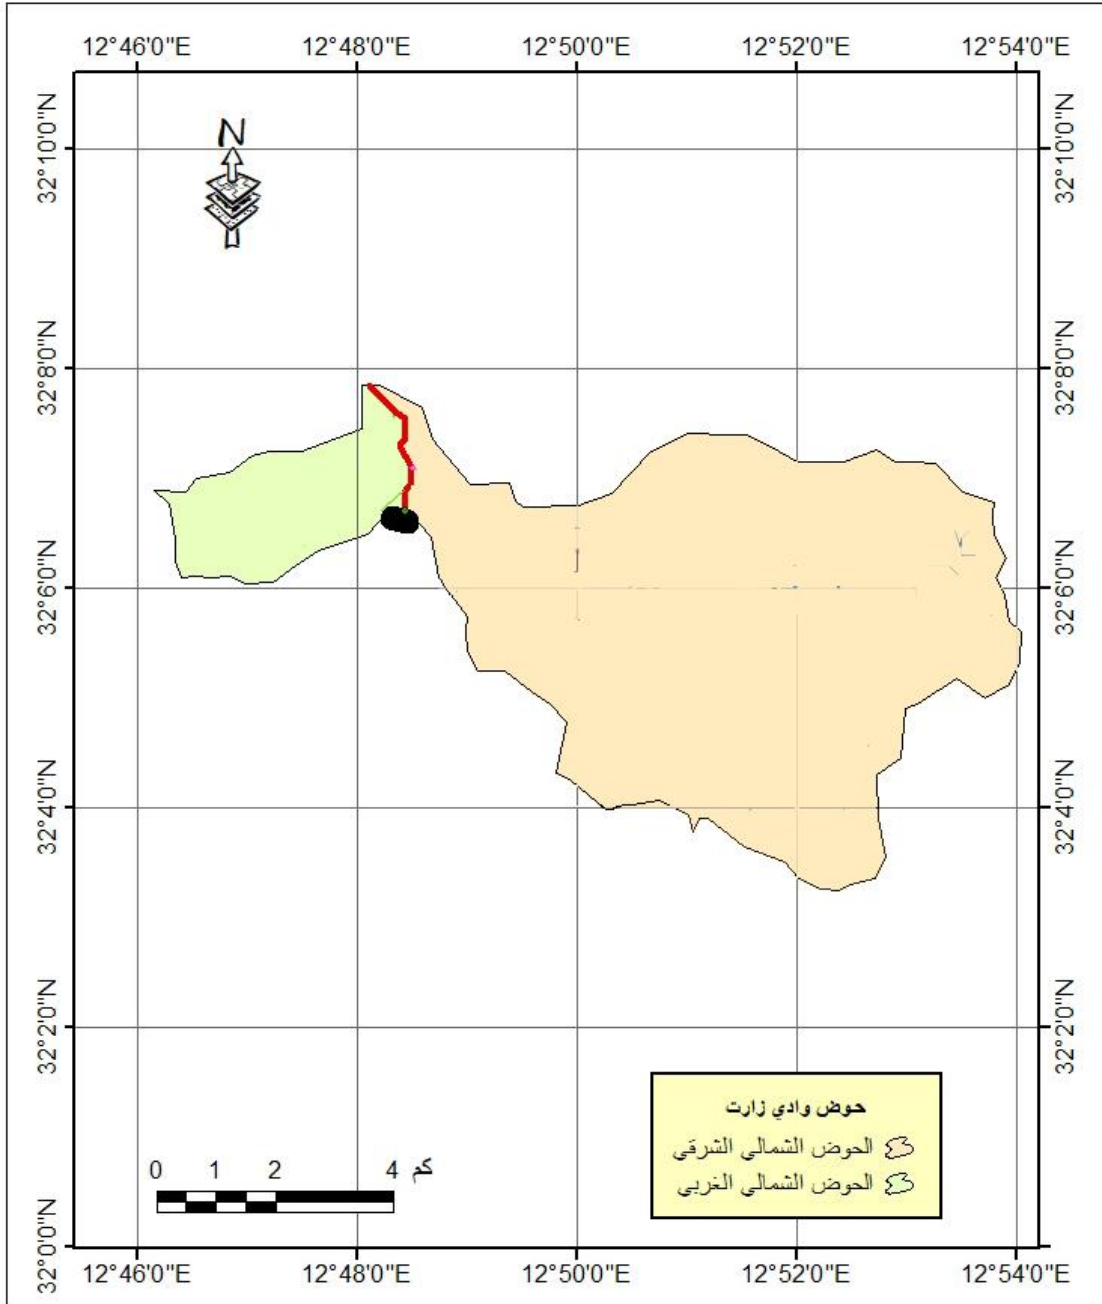 12°46'0"E 12°48'0"E 12°50'0"E 12°52'0"E 12°54'0"E
N
32°10'0"N 32°10'0"N
32°8'0"N 32°8'0"N
32°6'0"N 32°6'0"N
32°4'0"N 32°4'0"N
32°2'0"N 32°2'0"N
32°0'0"N
حوض وادي زارت
الحوض الشمالي الشرقي
الحوض الشمالي الغربي
0 1 2 4 كم
12°46'0"E 12°48'0"E 12°50'0"E 12°52'0"E 12°54'0"E